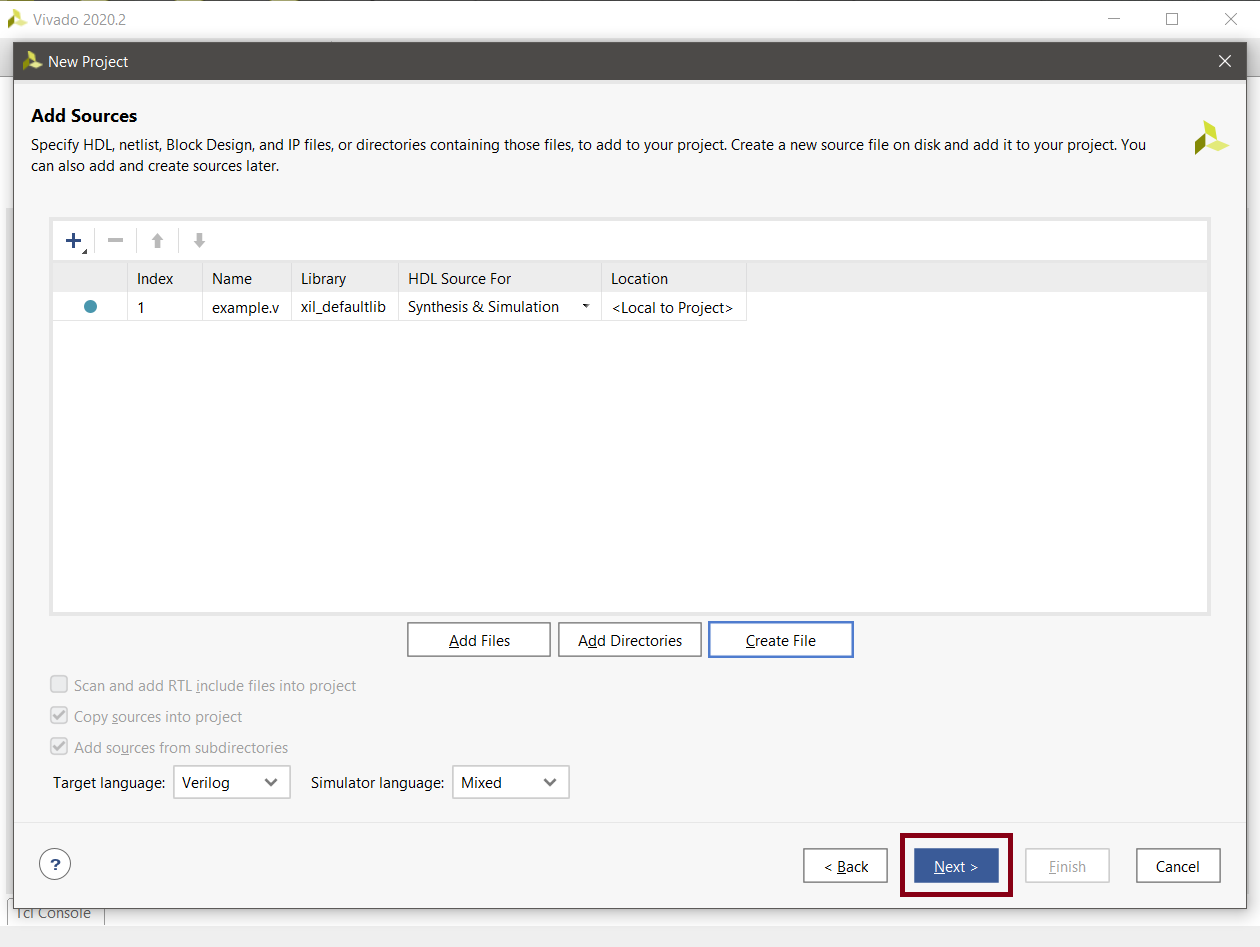 Vivado 2020.2
New Project
Add Sources
Specify HDL, netlist, Block Design, and IP files, or directories containing those files, to add to your project. Create a new source file on disk and add it to your project. You
can also add and create sources later.
Index Name Library HDL Source For Location
1 example.v xil_defaultlib Synthesis & Simulation <Local to Project>
Add Files Add Directories Create File
Scan and add RTL include files into project
Copy sources into project
Add sources from subdirectories
Target language: Verilog Simulator language: Mixed
? < Back Next > Finish Cancel
Tcl Console